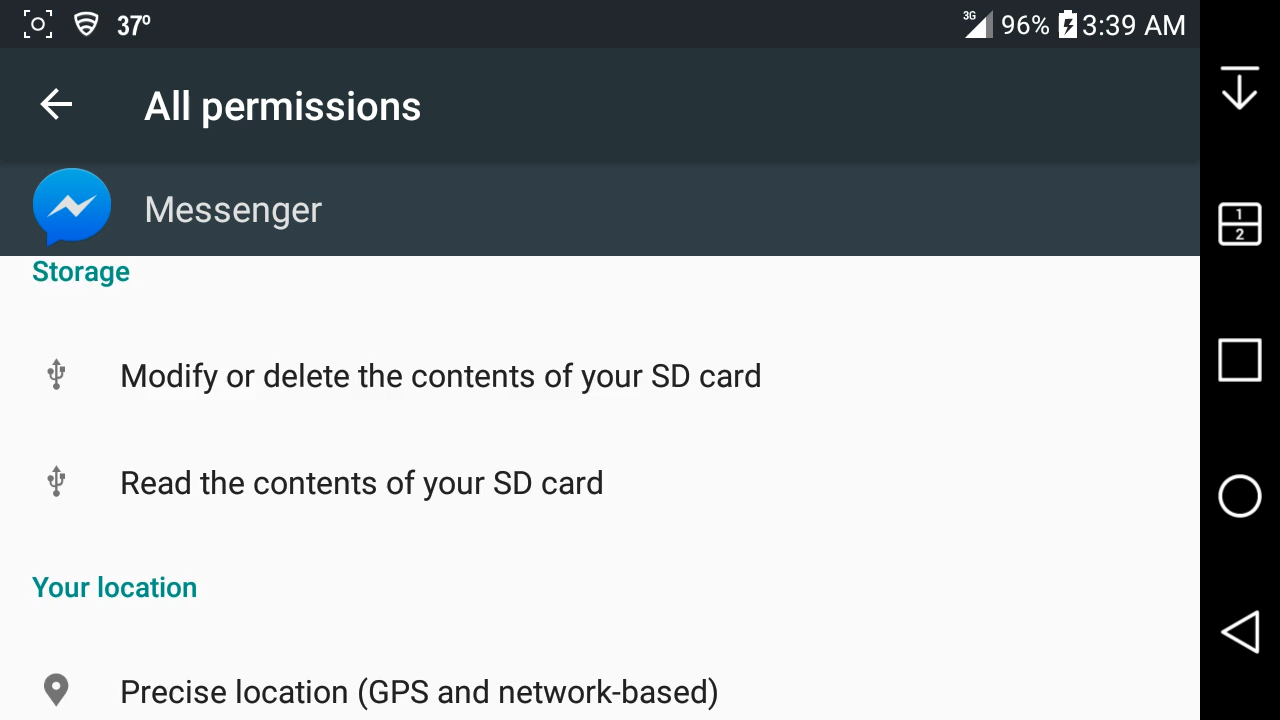 37º 3G 96% 3:39 AM
All permissions
Messenger
Storage
Modify or delete the contents of your SD card
Read the contents of your SD card
Your location
Precise location (GPS and network-based)
1
2